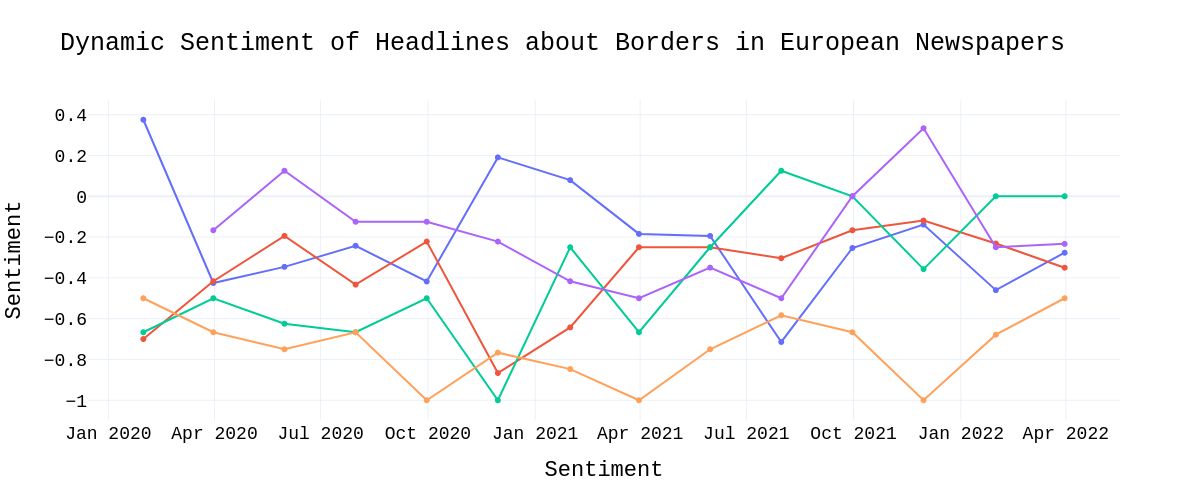 Dynamic Sentiment of Headlines about Borders in European Newspapers
Sentiment
0.4
0.2
0
−0.2
−0.4
−0.6
−0.8
−1
Jan 2020 Apr 2020 Jul 2020 Oct 2020 Jan 2021 Apr 2021 Jul 2021 Oct 2021 Jan 2022 Apr 2022
Sentiment